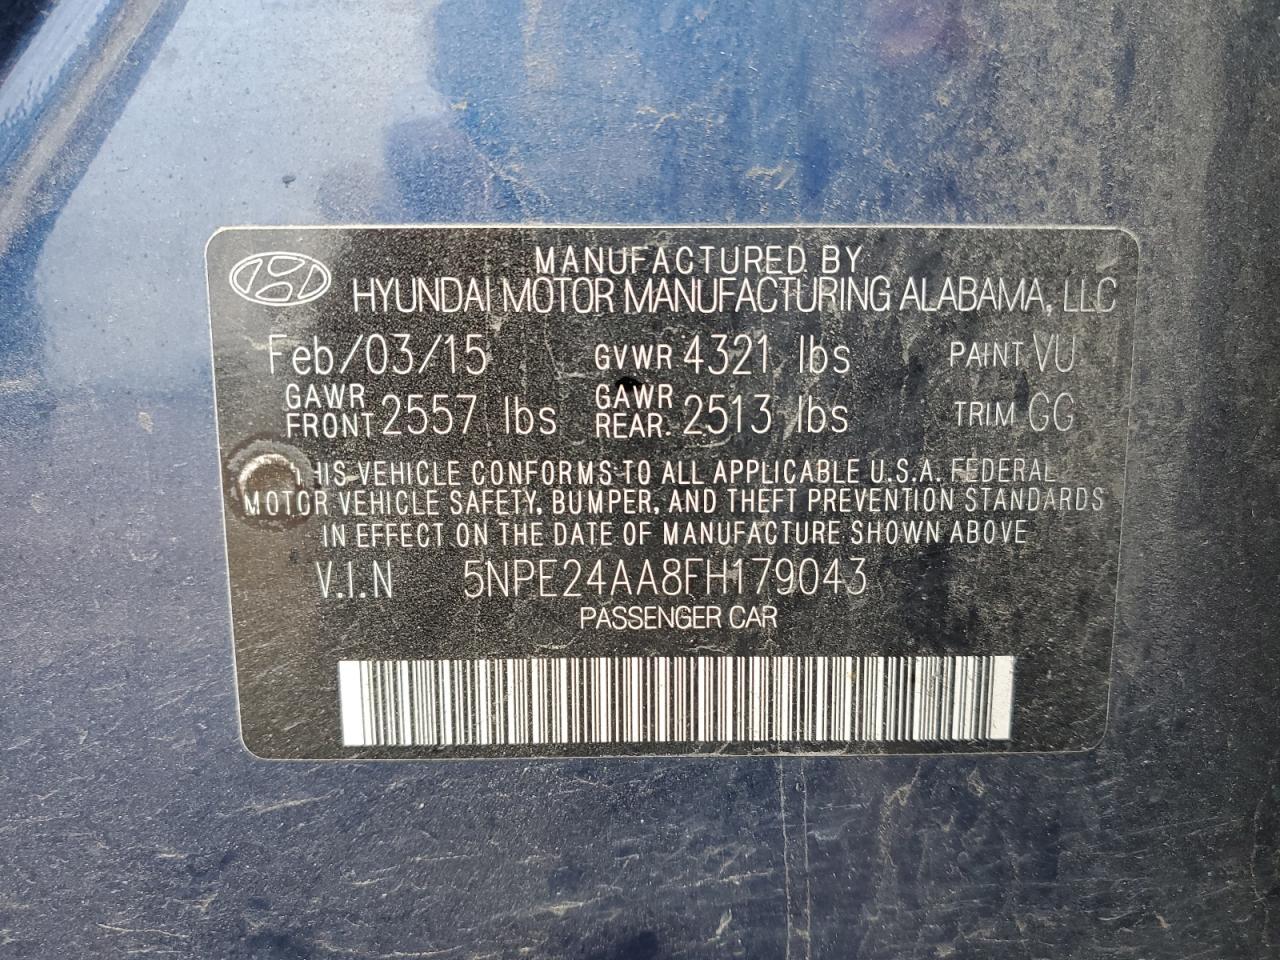 MANUFACTURED BY
HYUNDAI MOTOR MANUFACTURING ALABAMA, LLC
Feb/03/15 GVWR 4321 lbs PAINT VU
GAWR FRONT 2557 lbs GAWR REAR. 2513 lbs TRIM GG
HIS VEHICLE CONFORMS TO ALL APPLICABLE U.S.A. FEDERAL
MOTOR VEHICLE SAFETY, BUMPER, AND THEFT PREVENTION STANDARDS
IN EFFECT ON THE DATE OF MANUFACTURE SHOWN ABOVE
V.I.N 5NPE24AA8FH179043
PASSENGER CAR